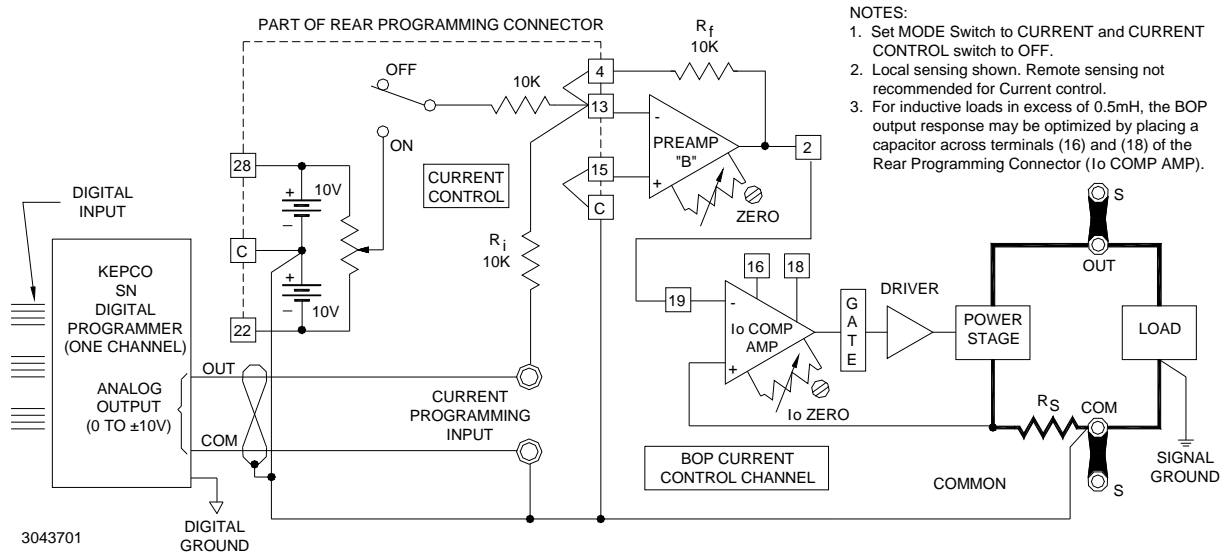 PART OF REAR PROGRAMMING CONNECTOR
NOTES:
1. Set MODE Switch to CURRENT and CURRENT
CONTROL switch to OFF.
2. Local sensing shown. Remote sensing not
recommended for Current control.
3. For inductive loads in excess of 0.5mH, the BOP
output response may be optimized by placing a
capacitor across terminals (16) and (18) of the
Rear Programming Connector (Io COMP AMP).
Rf
10K
4
OFF
10K
13
-
PREAMP
"B"
+
2
ON
28
15
C
CURRENT
CONTROL
ZERO
DIGITAL
INPUT
+
10V
–
C
+
10V
–
22
Ri
10K
KEPCO
SN
DIGITAL
PROGRAMMER
(ONE CHANNEL)
ANALOG
OUTPUT
(0 TO ±10V)
OUT
COM
CURRENT
PROGRAMMING
INPUT
16
18
19
-
Io COMP
AMP
+
Io ZERO
GATE
DRIVER
POWER
STAGE
S
OUT
LOAD
RS
COM
S
SIGNAL
GROUND
BOP CURRENT
CONTROL CHANNEL
COMMON
DIGITAL
GROUND
3043701